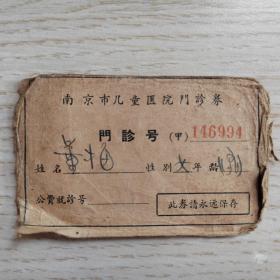 南京市儿童医院門診券
門診号(甲)146994
姓名 性别女年龄
公費就診号 此券請永远保存